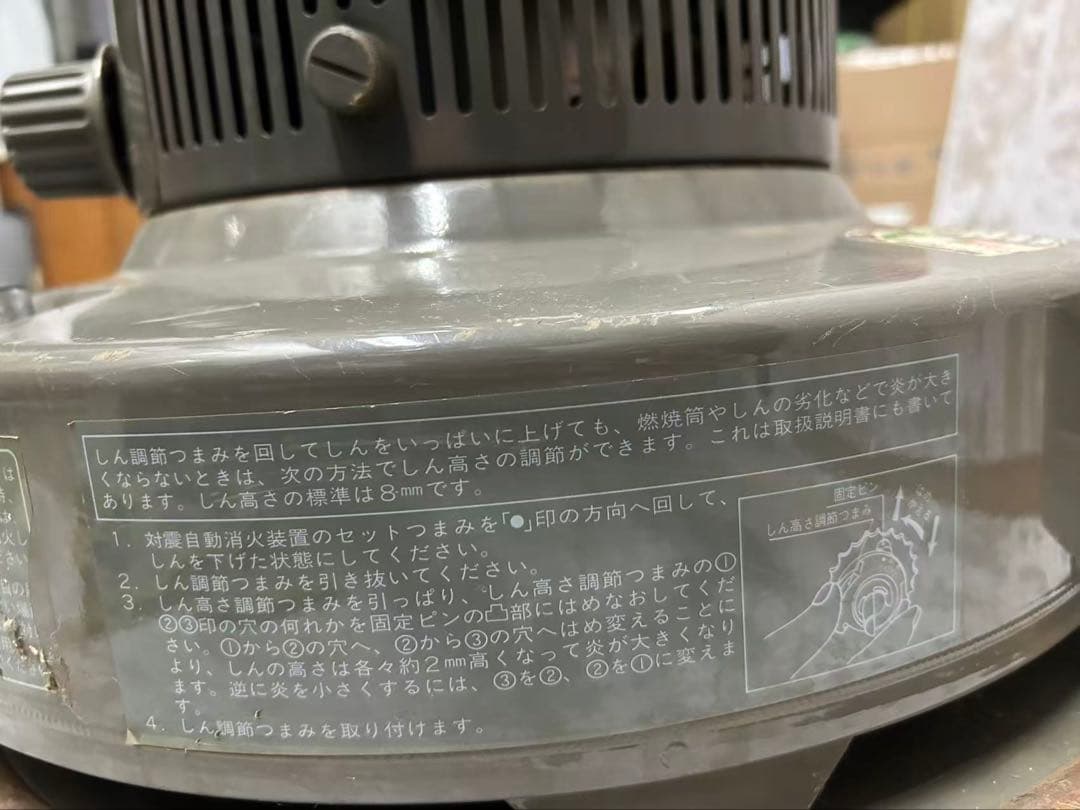 しん調節つまみを回してしんをいっぱいに上げても、燃焼筒やしんの劣化などで炎が大き
くならないときは、次の方法でしん高さの調節ができます。これは取扱説明書にも書いて
あります。しん高さの標準は8mmです。
1. 対震自動消火装置のセットつまみを「●」印の方向へ回して、
しんを下げた状態にしてください。
2. しん調節つまみを引き抜いてください。
3. しん高さ調節つまみを引っぱり、しん高さ調節つまみの①
②③印の穴の何れかを固定ピンの凸部にはめなおしてくだ
さい。①から②の穴へ、②から③の穴へはめ変えることに
より、しんの高さは各々約2mm高くなって炎が大きくなり
ます。逆に炎を小さくするには、③を②、②を①に変えま
す。
4. しん調節つまみを取り付けます。
固定ピン
しん高さ調節つまみ